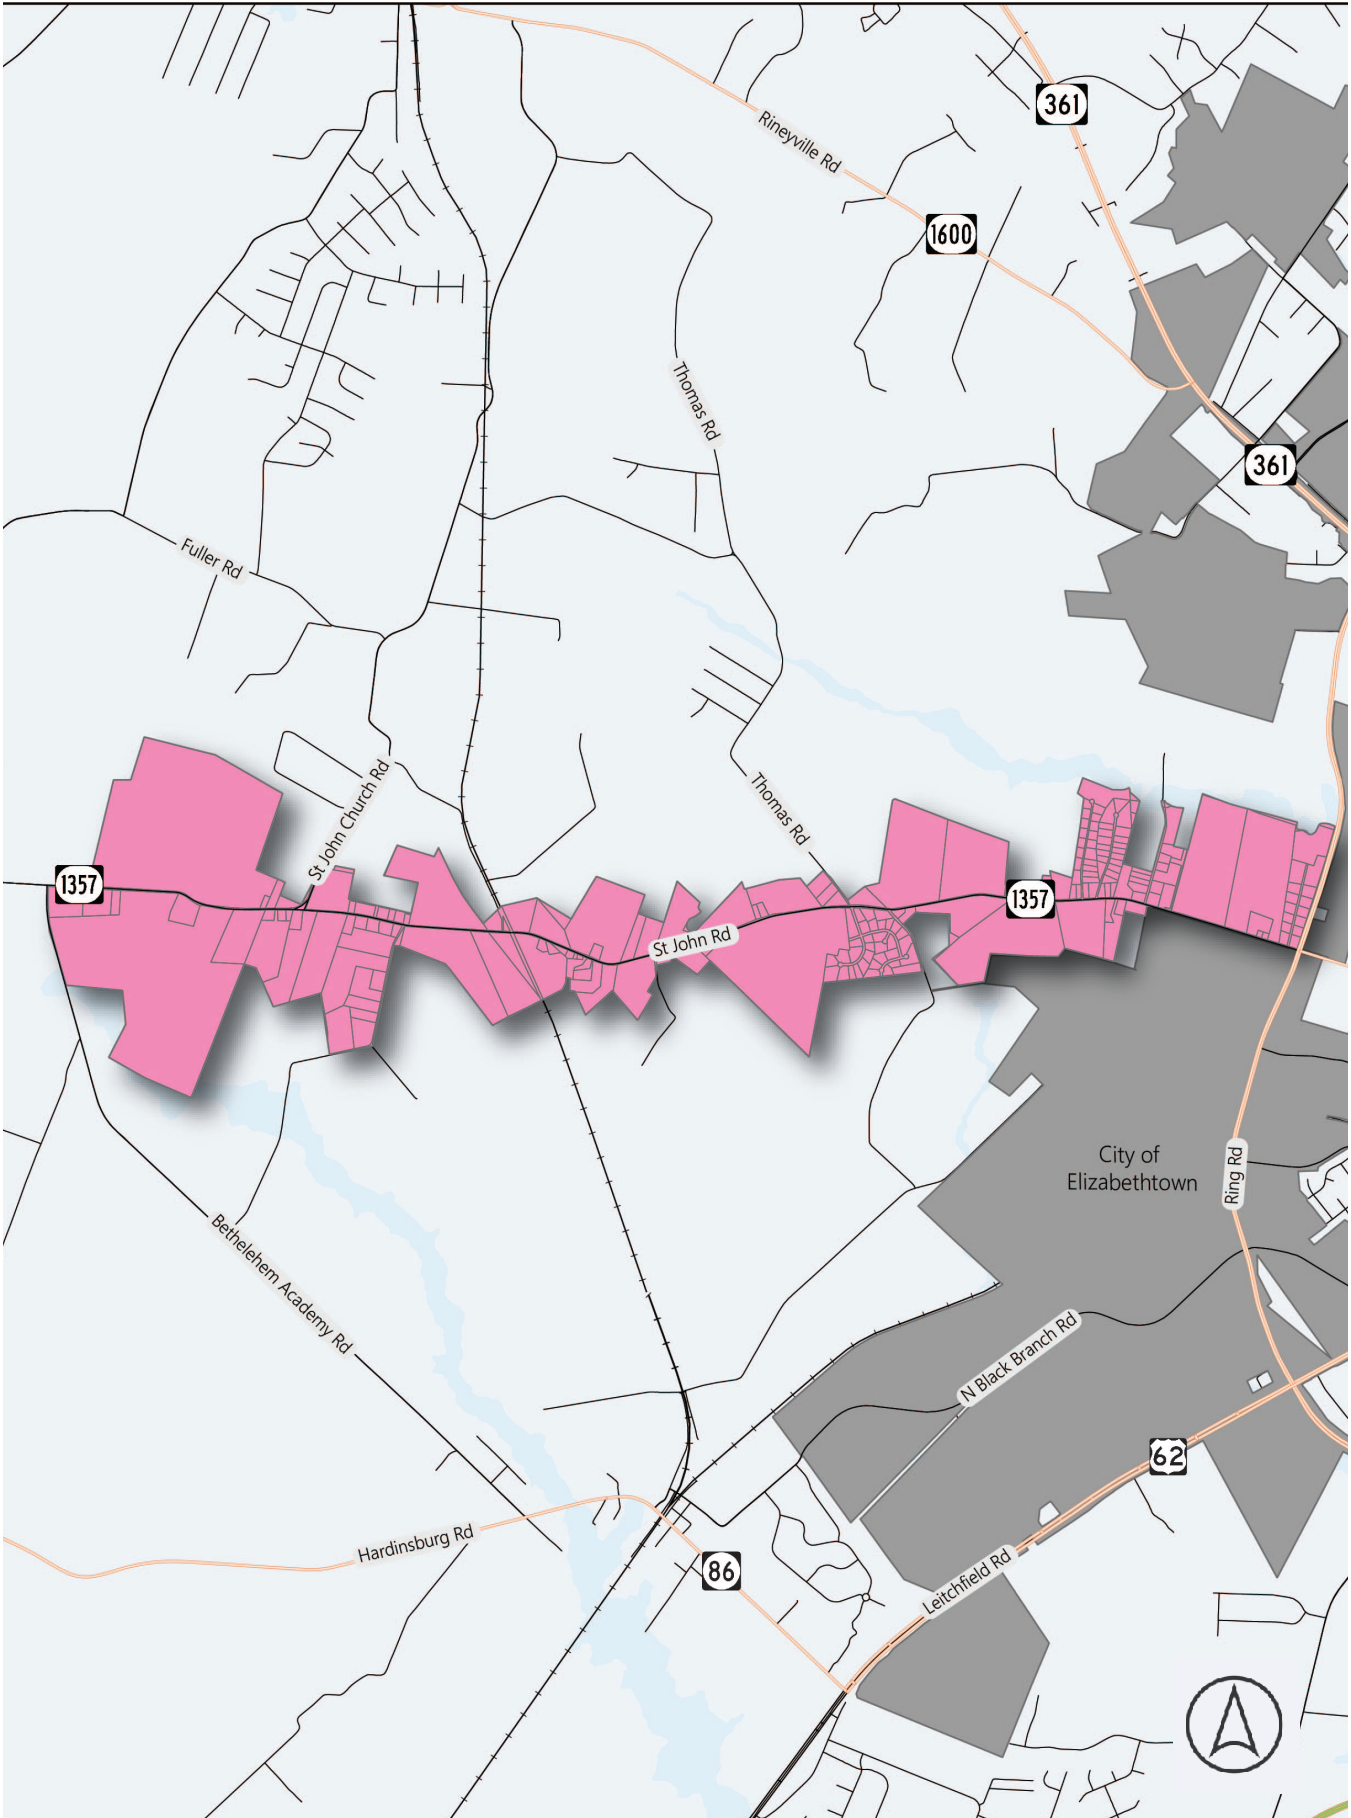 361
Rineyville Rd
1600
Thomas Rd
361
Fuller Rd
St John Church Rd
Thomas Rd
1357
1357
St John Rd
City of
Elizabethtown
Ring Rd
Bethelehem Academy Rd
N Black Branch Rd
62
Hardinsburg Rd
86
Leitchfield Rd